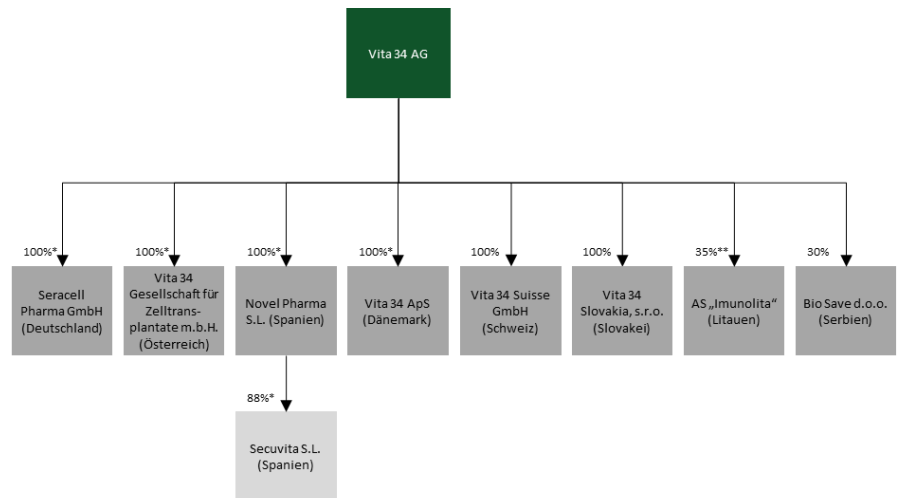 Vita 34 AG
100%*
100%*
100%*
100%*
100%
100%
35%**
30%
Seracell
Pharma GmbH
(Deutschland)
Vita 34
Gesellschaft für
Zelltrans-
plantate m.b.H.
(Österreich)
Novel Pharma
S.L. (Spanien)
Vita 34 ApS
(Dänemark)
Vita 34 Suisse
GmbH
(Schweiz)
Vita 34
Slovakia, s.r.o.
(Slovakei)
AS „Imunolita“
(Litauen)
Bio Save d.o.o.
(Serbien)
88%*
Secuvita S.L.
(Spanien)